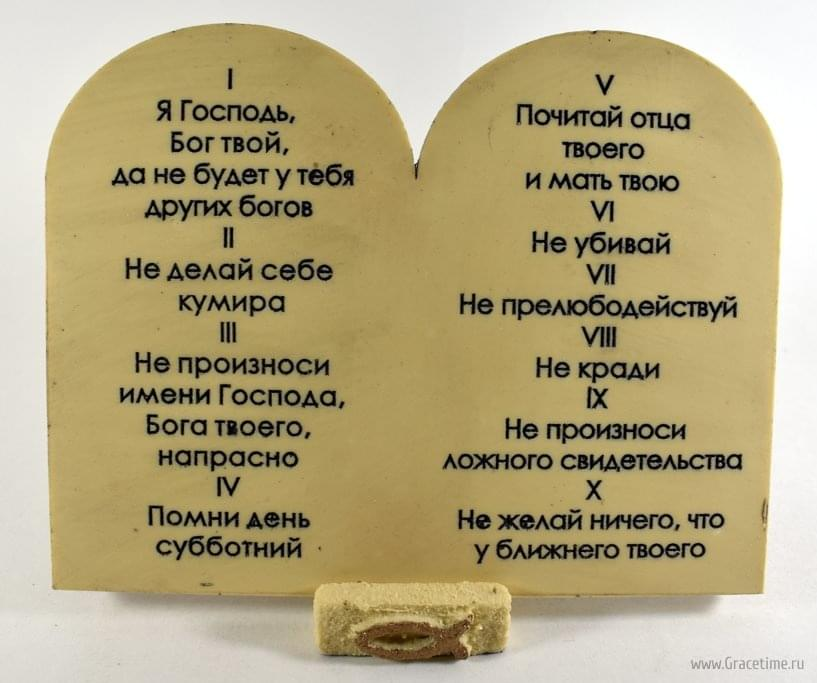 I
Я Господь,
Бог твой,
да не будет у тебя
других богов
II
Не делай себе
кумира
III
Не произноси
имени Господа,
Бога твоего,
напрасно
IV
Помни день
субботний
V
Почитай отца
твоего
и мать твою
VI
Не убивай
VII
Не прелюбодействуй
VIII
Не кради
IX
Не произноси
ложного свидетельства
X
Не желай ничего, что
у ближнего твоего
www.Gracetime.ru